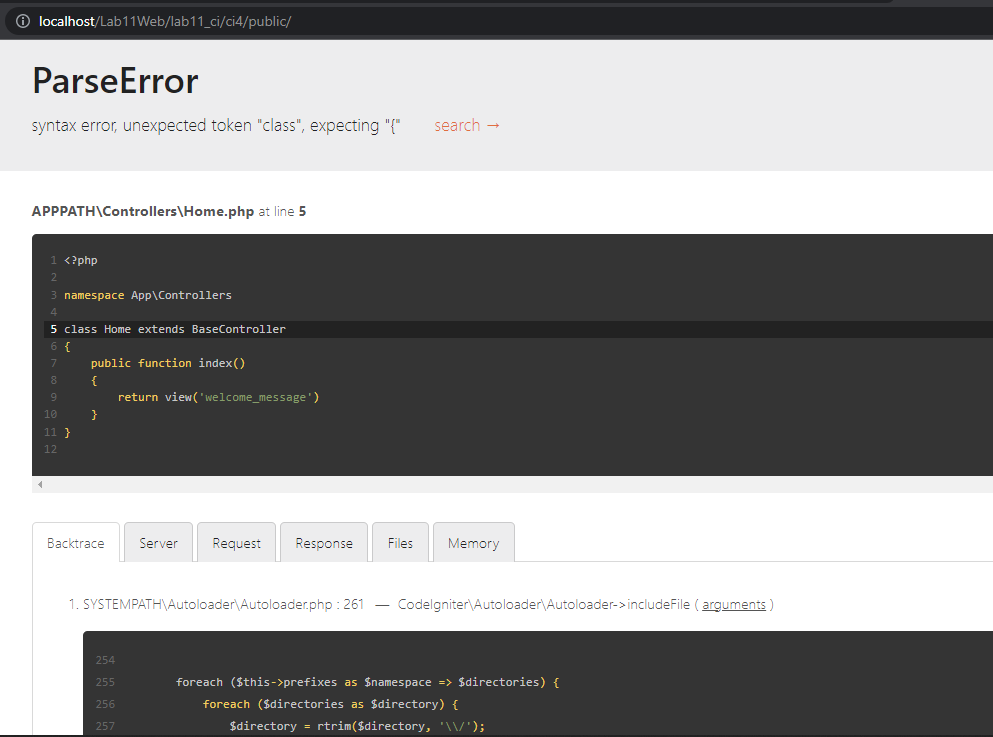 localhost/Lab11Web/lab11_ci/ci4/public/
ParseError
syntax error, unexpected token "class", expecting "{" search →
APPPATH\Controllers\Home.php at line 5
1 <?php
2
3 namespace App\Controllers
4
5 class Home extends BaseController
6 {
7     public function index()
8     {
9         return view('welcome_message')
10     }
11 }
12
Backtrace Server Request Response Files Memory
1. SYSTEMPATH\Autoloader\Autoloader.php : 261 — CodeIgniter\Autoloader\Autoloader->includeFile ( arguments )
254
255         foreach ($this->prefixes as $namespace => $directories) {
256             foreach ($directories as $directory) {
257                 $directory = rtrim($directory, '\\/');